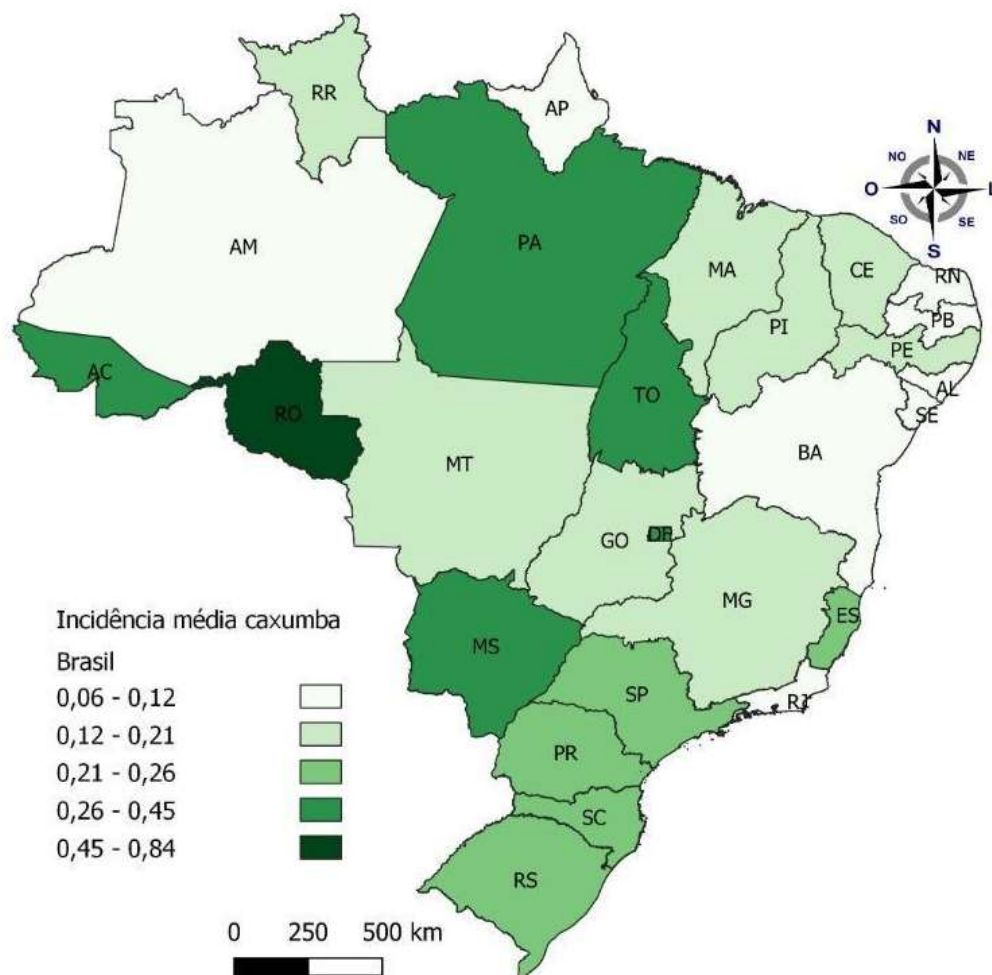 RR
AP
N
NO
NE
O
L
SO
SE
S
AM
PA
MA
CE
RN
PI
PB
PE
AC
TO
AL
SE
RO
BA
MT
GO
DF
MG
ES
MS
SP
RJ
PR
SC
RS
Incidência média caxumba
Brasil
0,06 - 0,12
0,12 - 0,21
0,21 - 0,26
0,26 - 0,45
0,45 - 0,84
0 250 500 km